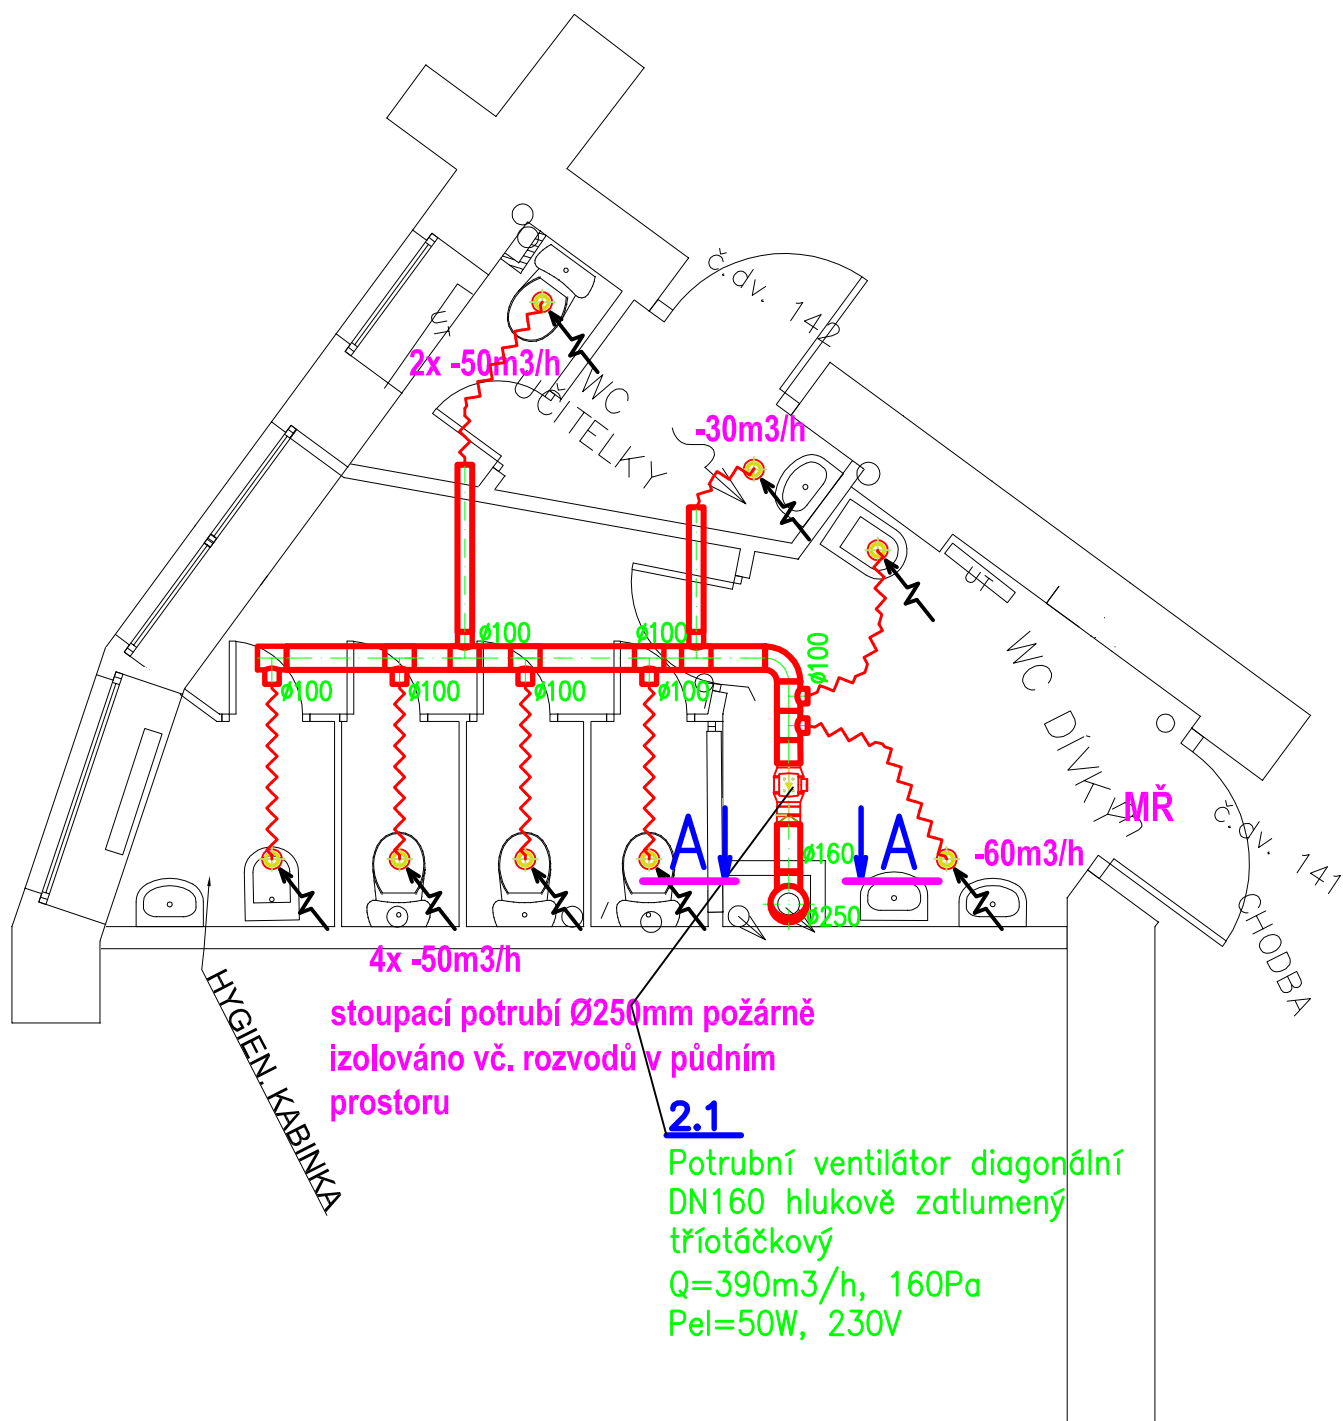 č.dv. 142
UT
2x -50m3/h
WC
UČITELKY
-30m3/h
UT
ø100
ø100
ø100
ø100
ø100
ø100
ø100
WC DÍVKY
MŘ
č.dv. 141
CHODBA
A
A
ø160
-60m3/h
ø250
4x -50m3/h
HYGIEN. KABINKA
stoupací potrubí Ø250mm požárně
izolováno vč. rozvodů v půdním
prostoru
2.1
Potrubní ventilátor diagonální
DN160 hlukově zatlumený
tříotáčkový
Q=390m3/h, 160Pa
Pel=50W, 230V